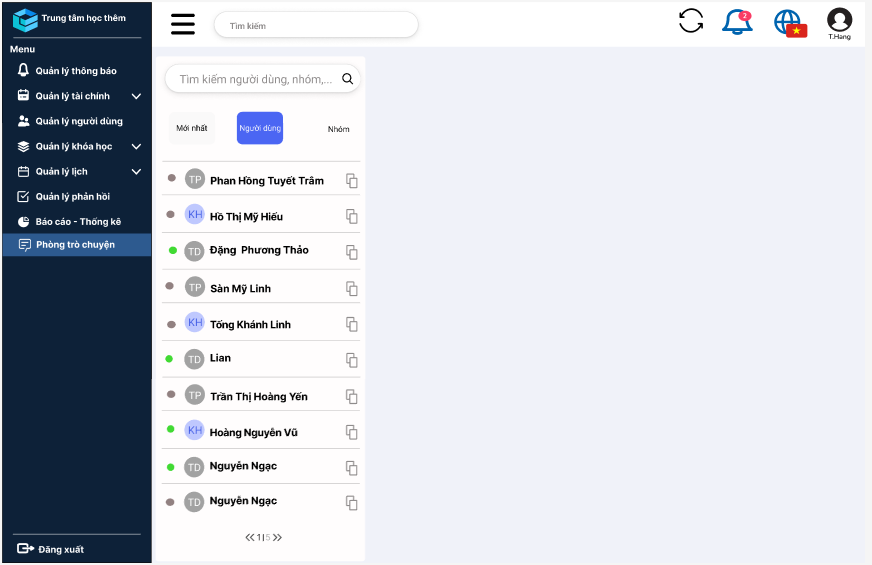 Trung tâm học thêm
Tìm kiếm
2
T.Hang
Menu
Quản lý thông báo
Quản lý tài chính
Quản lý người dùng
Quản lý khóa học
Quản lý lịch
Quản lý phản hồi
Báo cáo - Thống kê
Phòng trò chuyện
Đăng xuất
Tìm kiếm người dùng, nhóm,...
Mới nhất
Người dùng
Nhóm
TP Phan Hồng Tuyết Trâm
KH Hồ Thị Mỹ Hiếu
TD Đặng Phương Thảo
TP Sàn Mỹ Linh
KH Tống Khánh Linh
TD Lian
TP Trần Thị Hoàng Yến
KH Hoàng Nguyễn Vũ
TD Nguyễn Ngạc
TD Nguyễn Ngạc
1|5